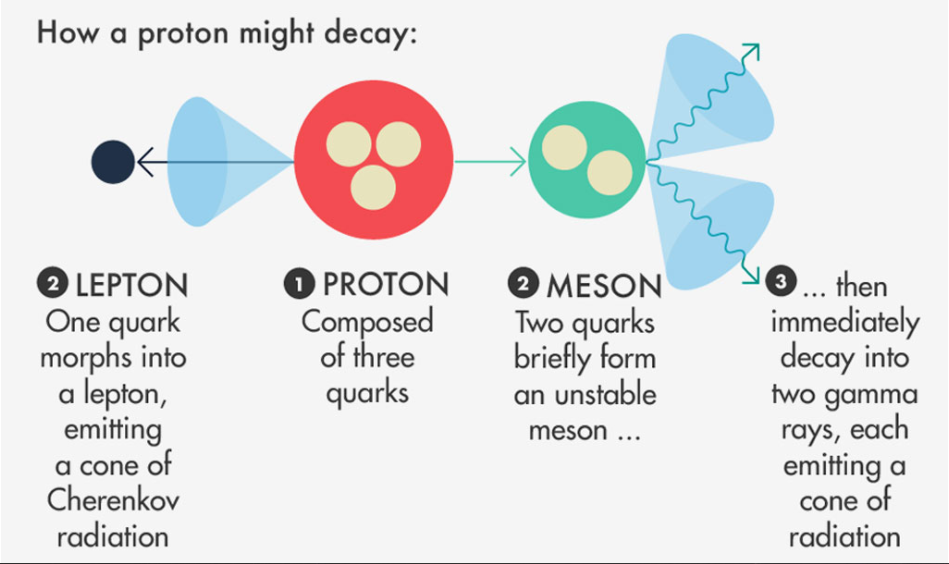 How a proton might decay:
2 LEPTON
One quark
morphs into
a lepton,
emitting
a cone of
Cherenkov
radiation
1 PROTON
Composed
of three
quarks
2 MESON
Two quarks
briefly form
an unstable
meson ...
3 ... then
immediately
decay into
two gamma
rays, each
emitting a
cone of
radiation